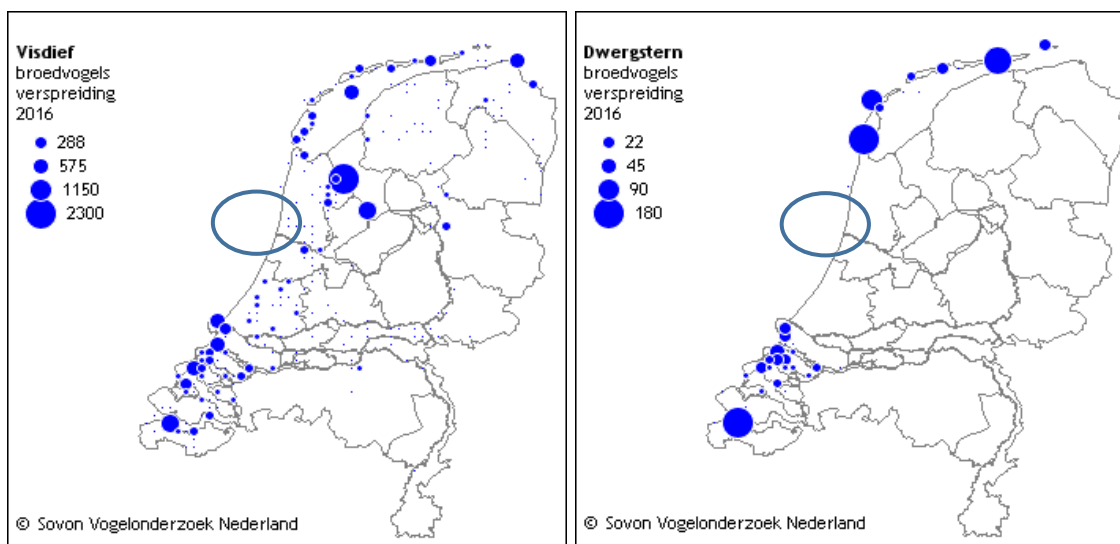 Visdief
broedvogels
verspreiding
2016
288
575
1150
2300
© Sovon Vogelonderzoek Nederland
Dwergstern
broedvogels
verspreiding
2016
22
45
90
180
© Sovon Vogelonderzoek Nederland